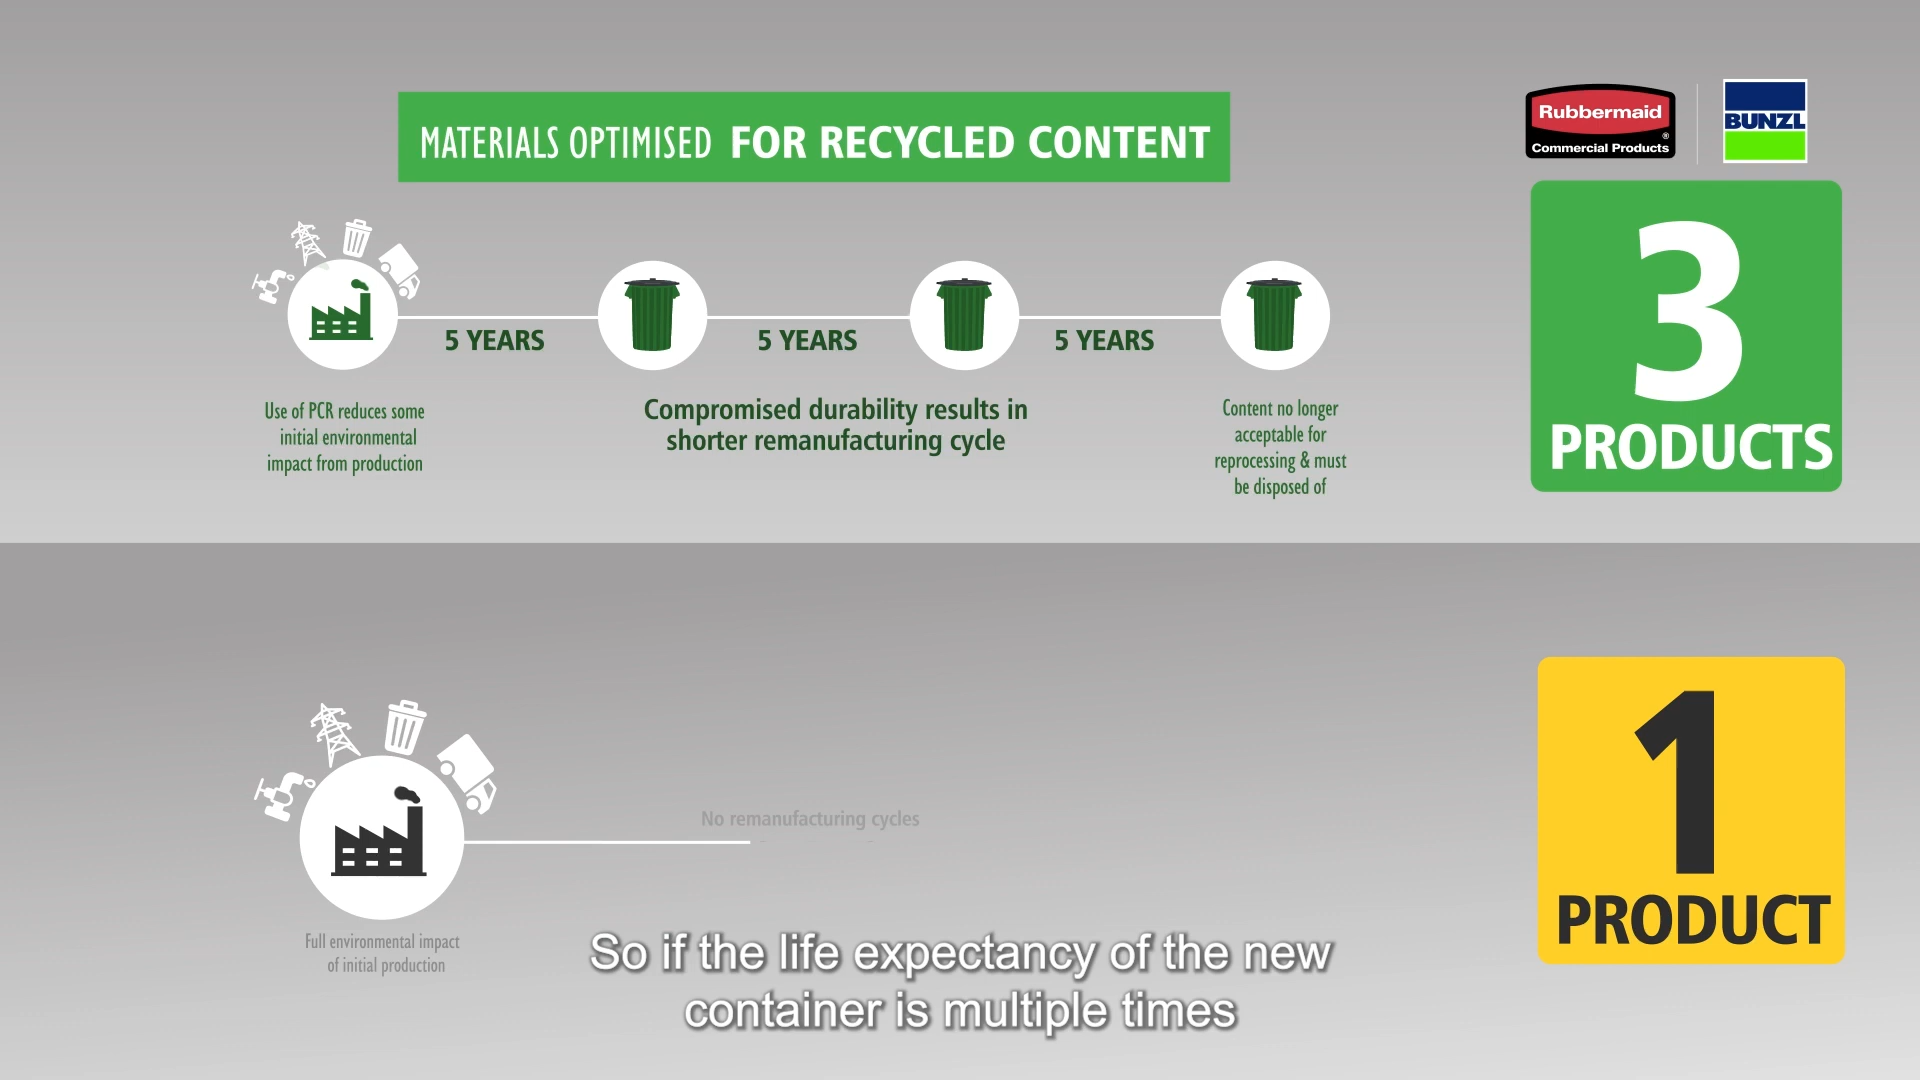 MATERIALS OPTIMISED FOR RECYCLED CONTENT
Rubbermaid
®
Commercial Products
BUNZL
3
PRODUCTS
5 YEARS
5 YEARS
5 YEARS
Use of PCR reduces some
initial environmental
impact from production
Compromised durability results in
shorter remanufacturing cycle
Content no longer
acceptable for
reprocessing & must
be disposed of
1
PRODUCT
No remanufacturing cycles
Full environmental impact
of initial production
So if the life expectancy of the new
container is multiple times